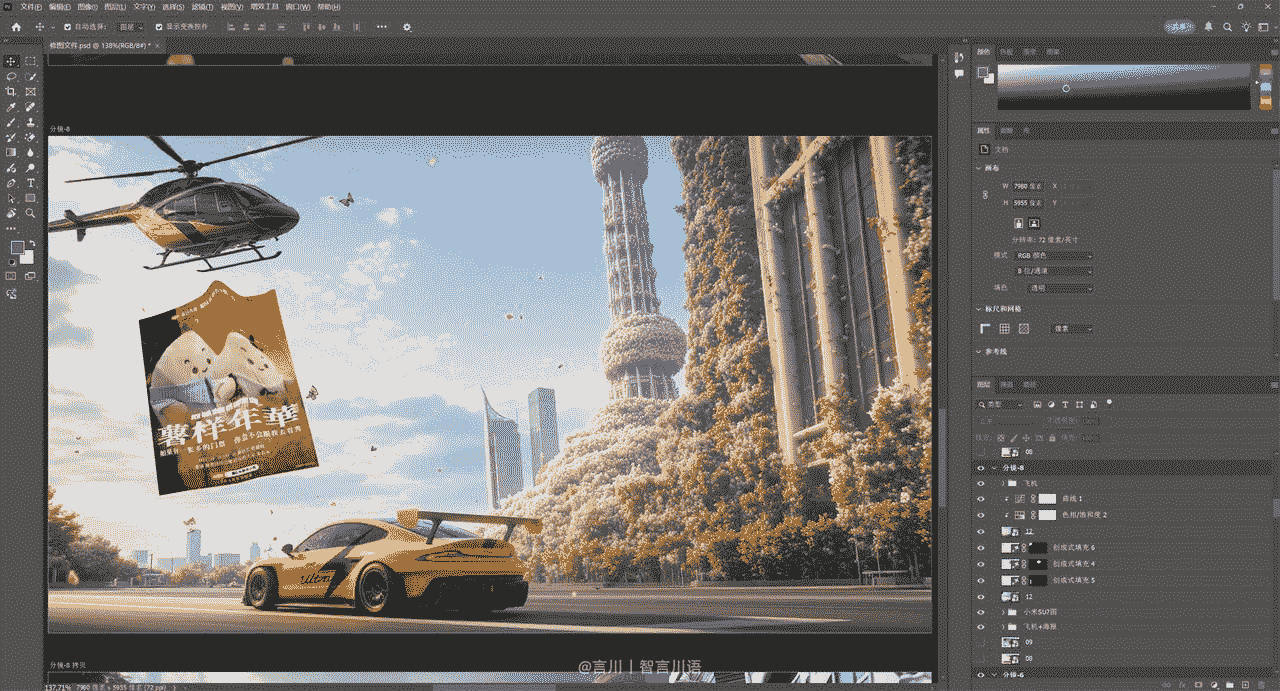 文件(F) 编辑(E) 图像(I) 图层(L) 文字(Y) 选择(S) 滤镜(T) 视图(V) 增效工具 窗口(W) 帮助(H)
自动选择: 图层 显示变换控件
共享
修图文件.psd @ 138%(RGB/8#) *
分镜-8
薯样年華
ultra
分镜-8 拷贝
137.71% 7980 像素 x 5955 像素 (72 ppi)
颜色
属性
文档
画布
W 7980 像素 X
H 5955 像素 Y
分辨率: 72 像素/英寸
模式 RGB 颜色
8 位/通道
填色 透明
标尺和网格
像素
参考线
图层
类型
08
分镜-8
飞机
曲线 1
色相/饱和度 2
12
创成式填充 6
创成式填充 4
创成式填充 5
12
小米SU7图
飞机+海报
09
08
分镜-6
@言川丨智言川语